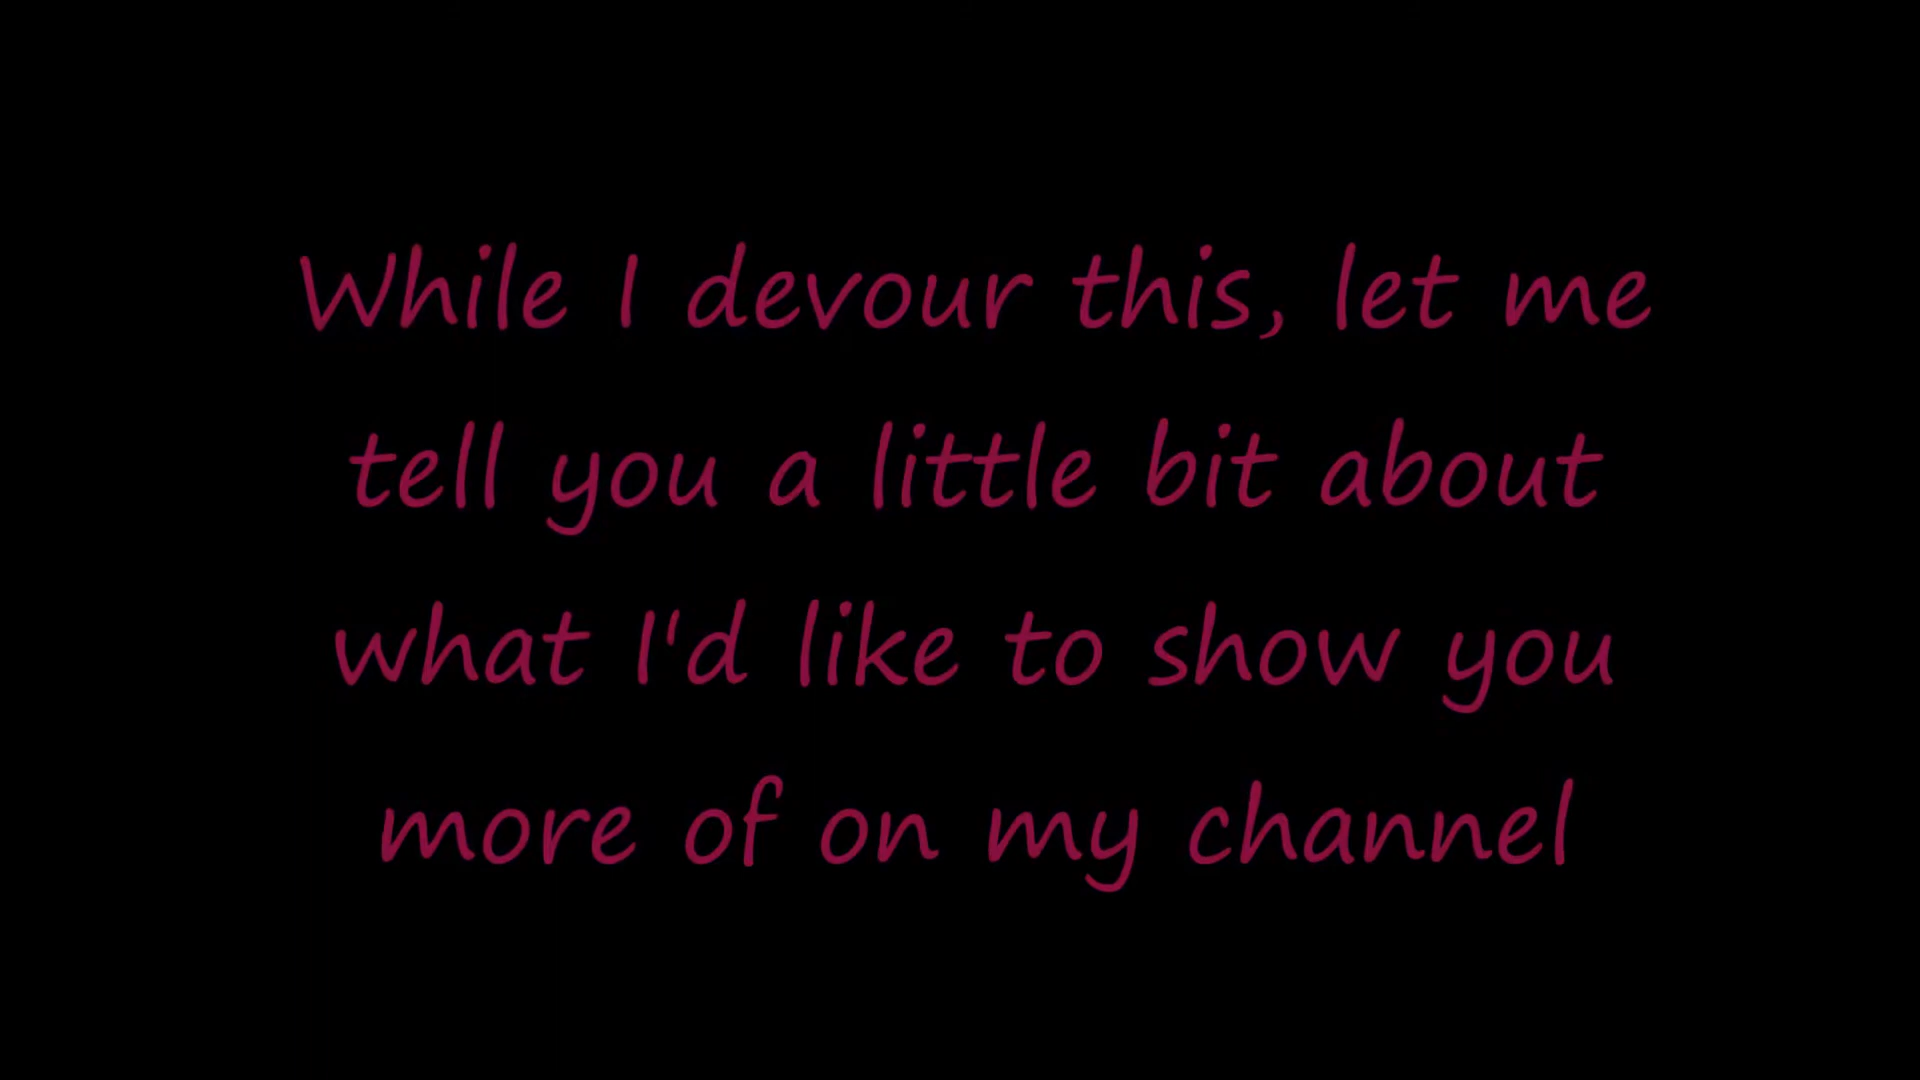 While I devour this, let me
tell you a little bit about
what I'd like to show you
more of on my channel